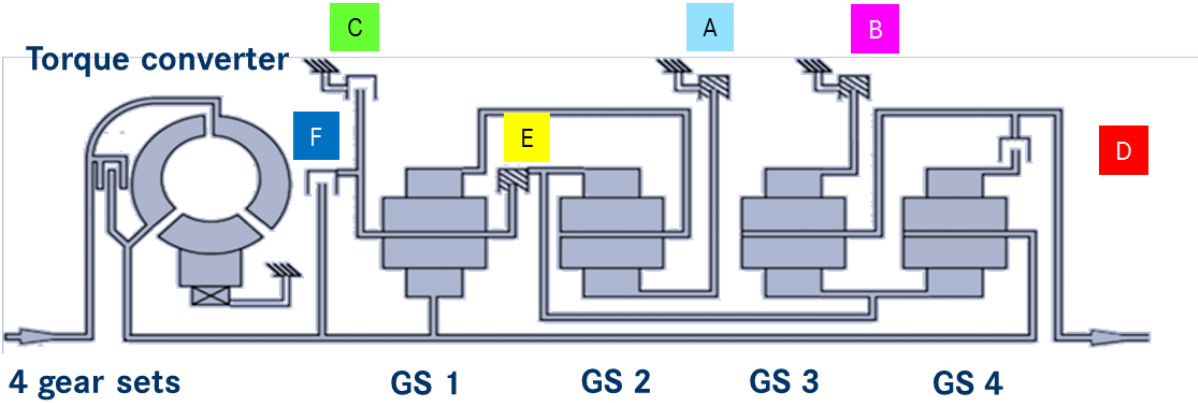 C
A
B
Torque converter
F
E
D
4 gear sets
GS 1
GS 2
GS 3
GS 4